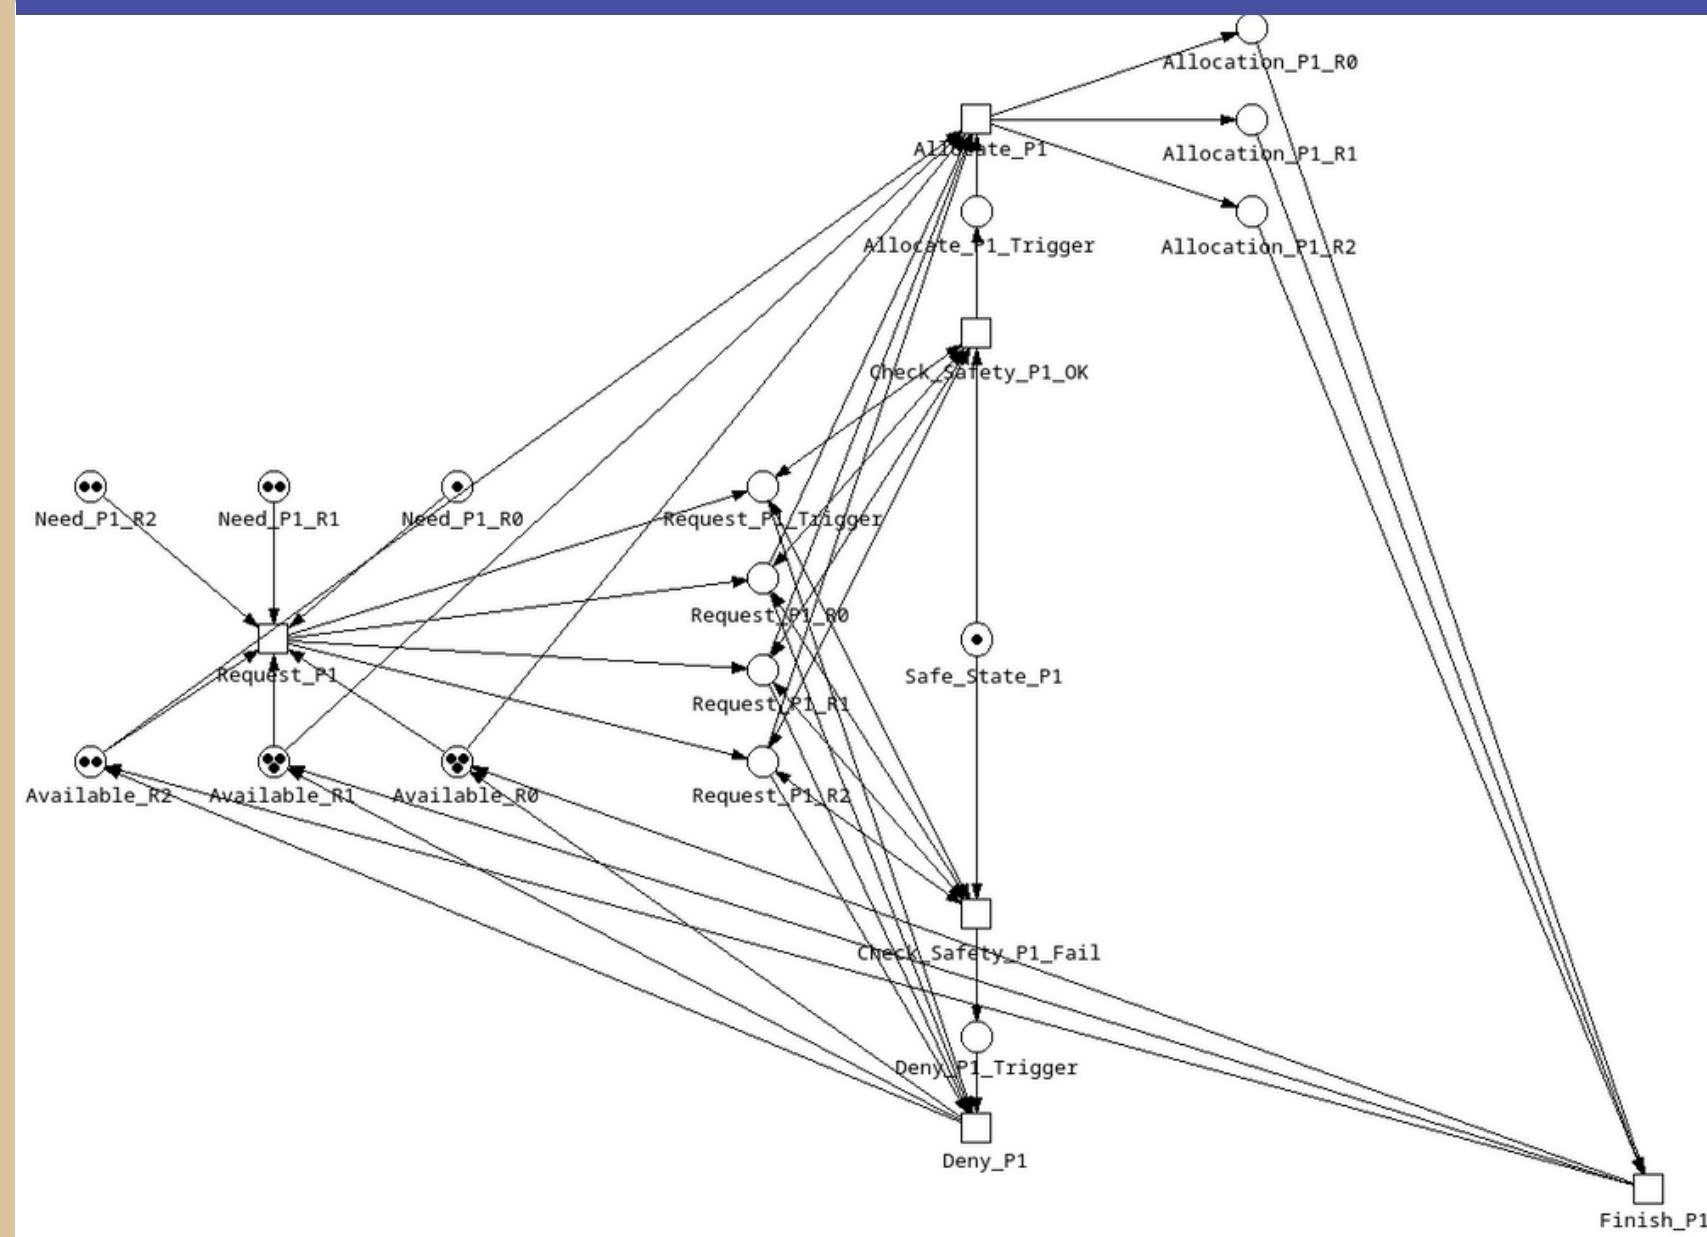 Allocation_P1_R0
Allocate_P1
Allocation_P1_R1
Allocate_P1_Trigger
Allocation_P1_R2
Check_Safety_P1_OK
Need_P1_R2
Need_P1_R1
Need_P1_R0
Request_P1_Trigger
Request_P1_R0
Request_P1
Safe_State_P1
Request_P1_R1
Available_R2
Available_R1
Available_R0
Request_P1_R2
Check_Safety_P1_Fail
Deny_P1_Trigger
Deny_P1
Finish_P1